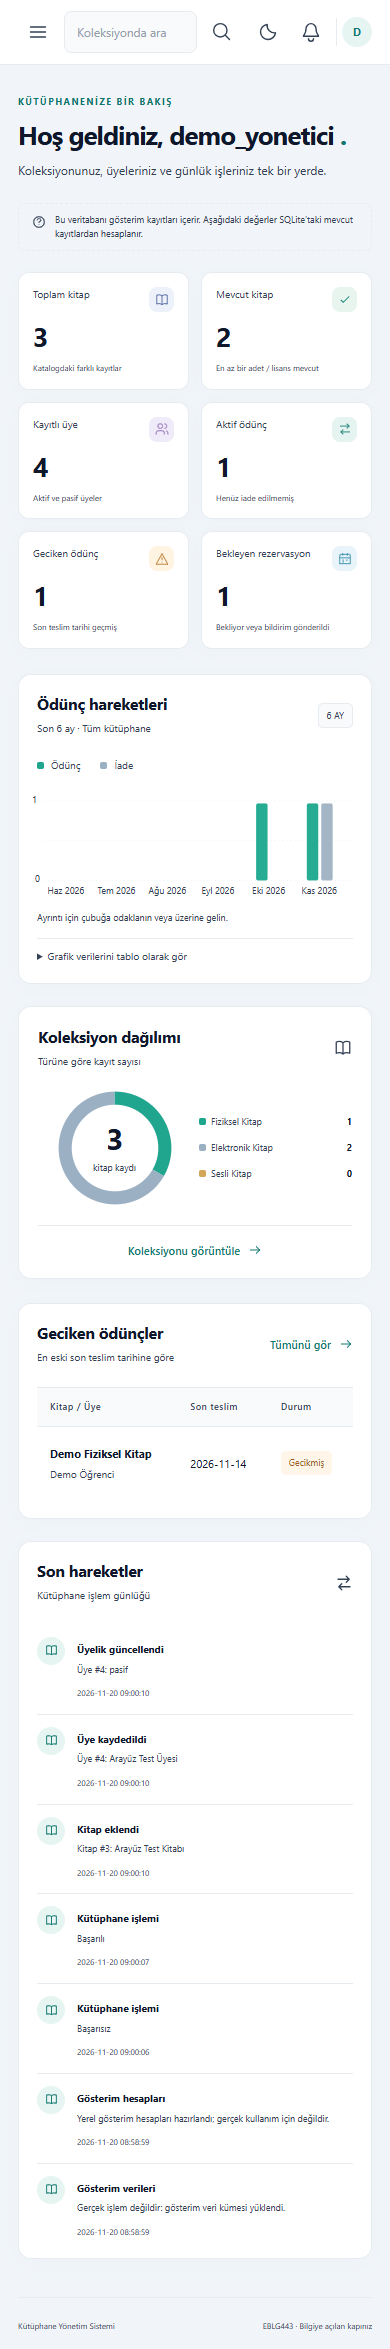 Koleksiyonda ara
D
KÜTÜPHANENİZE BİR BAKIŞ
Hoş geldiniz, demo_yonetici .
Koleksiyonunuz, üyeleriniz ve günlük işleriniz tek bir yerde.
Bu veritabanı gösterim kayıtları içerir. Aşağıdaki değerler SQLite'taki mevcut
kayıtlardan hesaplanır.
Toplam kitap
3
Katalogdaki farklı kayıtlar
Mevcut kitap
2
En az bir adet / lisans mevcut
Kayıtlı üye
4
Aktif ve pasif üyeler
Aktif ödünç
1
Henüz iade edilmemiş
Geciken ödünç
1
Son teslim tarihi geçmiş
Bekleyen rezervasyon
1
Bekliyor veya bildirim gönderildi
Ödünç hareketleri
Son 6 ay · Tüm kütüphane
6 AY
Ödünç
İade
1
0
Haz 2026 Tem 2026 Ağu 2026 Eyl 2026 Eki 2026 Kas 2026
Ayrıntı için çubuğa odaklanın veya üzerine gelin.
Grafik verilerini tablo olarak gör
Koleksiyon dağılımı
Türüne göre kayıt sayısı
3
kitap kaydı
Fiziksel Kitap 1
Elektronik Kitap 2
Sesli Kitap 0
Koleksiyonu görüntüle
Geciken ödünçler
En eski son teslim tarihine göre
Tümünü gör
Kitap / Üye Son teslim Durum
Demo Fiziksel Kitap
Demo Öğrenci
2026-11-14
Gecikmiş
Son hareketler
Kütüphane işlem günlüğü
Üyelik güncellendi
Üye #4: pasif
2026-11-20 09:00:10
Üye kaydedildi
Üye #4: Arayüz Test Üyesi
2026-11-20 09:00:10
Kitap eklendi
Kitap #3: Arayüz Test Kitabı
2026-11-20 09:00:10
Kütüphane işlemi
Başarılı
2026-11-20 09:00:07
Kütüphane işlemi
Başarısız
2026-11-20 09:00:06
Gösterim hesapları
Yerel gösterim hesapları hazırlandı; gerçek kullanım için değildir.
2026-11-20 08:58:59
Gösterim verileri
Gerçek işlem değildir: gösterim veri kümesi yüklendi.
2026-11-20 08:58:59
Kütüphane Yönetim Sistemi
EBLG443 · Bilgiye açılan kapınız